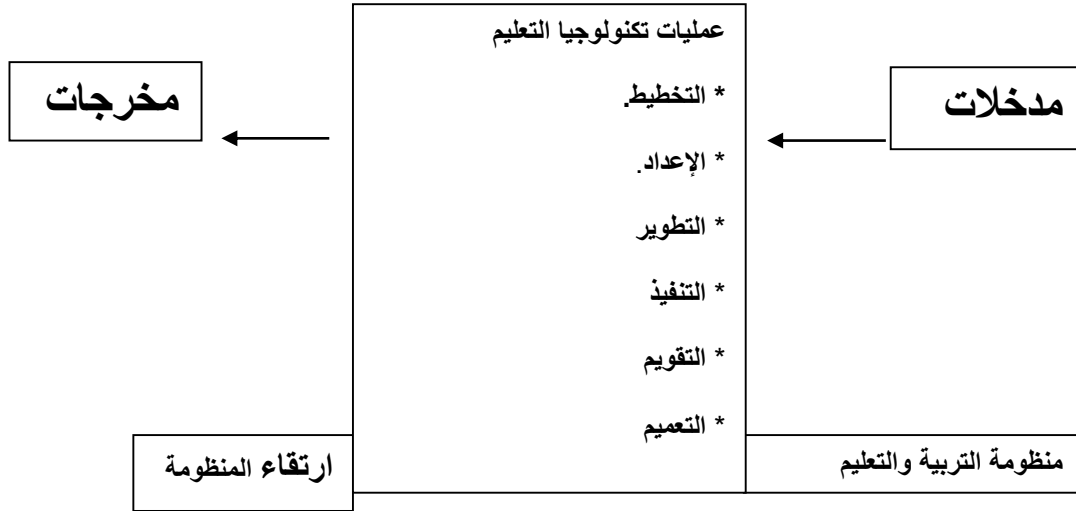 عمليات تكنولوجيا التعليم
مدخلات
مخرجات
* التخطيط.
* الإعداد.
* التطوير
* التنفيذ
* التقويم
* التعميم
منظومة التربية والتعليم
ارتقاء المنظومة